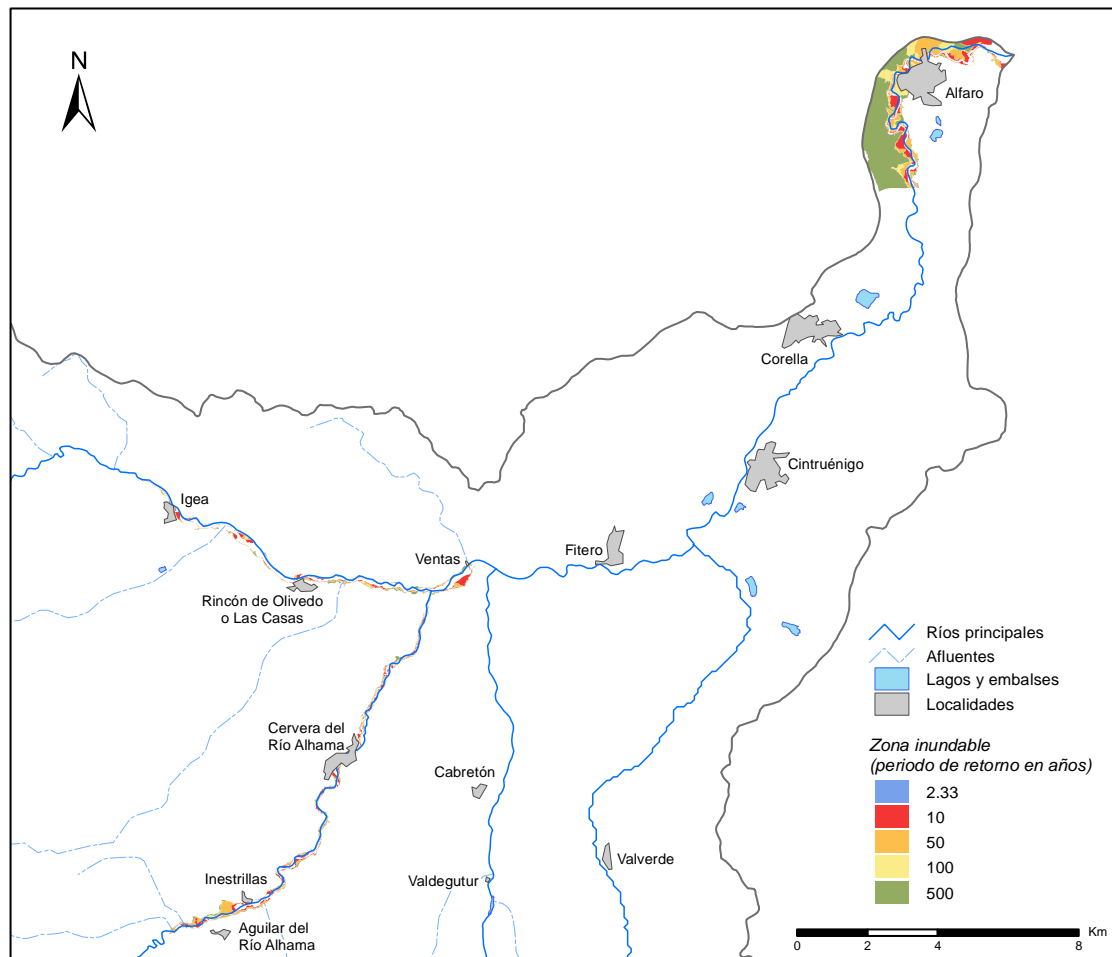 N
Alfaro
Corella
Cintruénigo
Igea
Ventas
Fitero
Rincón de Olivedo
o Las Casas
Cervera del
Río Alhama
Cabretón
Valverde
Inestrillas
Valdegutur
Aguilar del
Río Alhama
Ríos principales
Afluentes
Lagos y embalses
Localidades
Zona inundable
(periodo de retorno en años)
2.33
10
50
100
500
Km
0 2 4 8